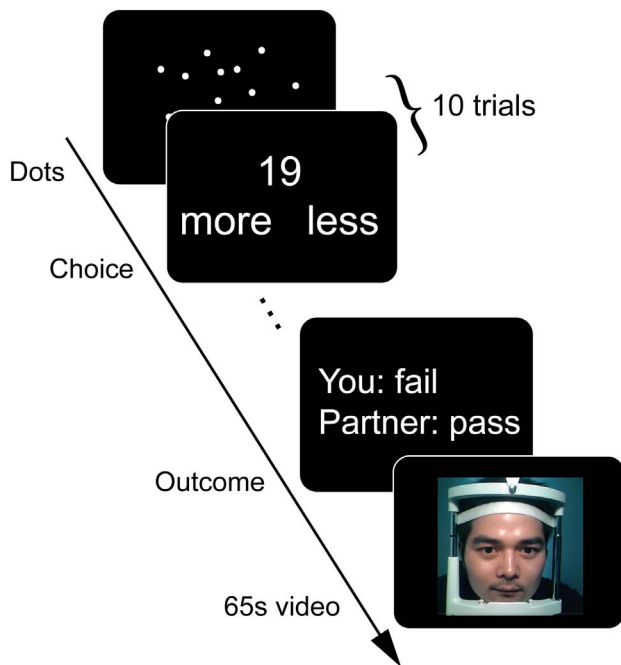 10 trials
Dots
19
more less
Choice
You: fail
Partner: pass
Outcome
65s video